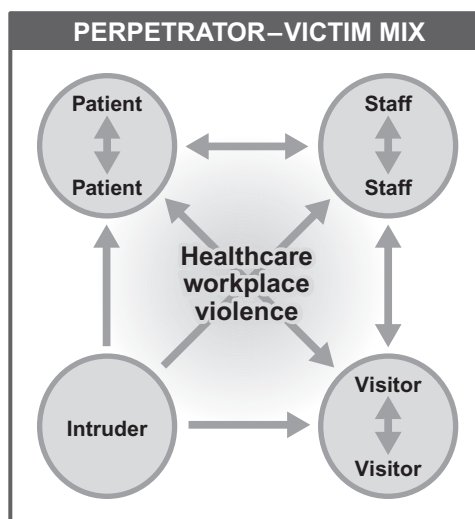 PERPETRATOR–VICTIM MIX
Patient
Patient
Staff
Staff
Healthcare
workplace
violence
Intruder
Visitor
Visitor